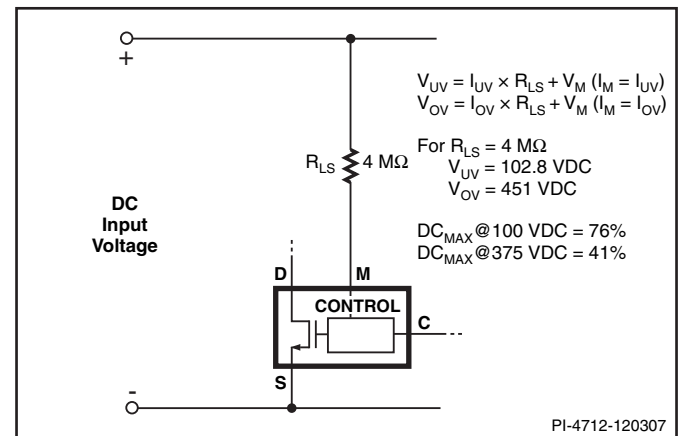 +
V_UV = I_UV × R_LS + V_M (I_M = I_UV)
V_OV = I_OV × R_LS + V_M (I_M = I_OV)
For R_LS = 4 MΩ
V_UV = 102.8 VDC
V_OV = 451 VDC
DC_MAX@100 VDC = 76%
DC_MAX@375 VDC = 41%
R_LS 4 MΩ
DC
Input
Voltage
D M
CONTROL
C
S
-
PI-4712-120307